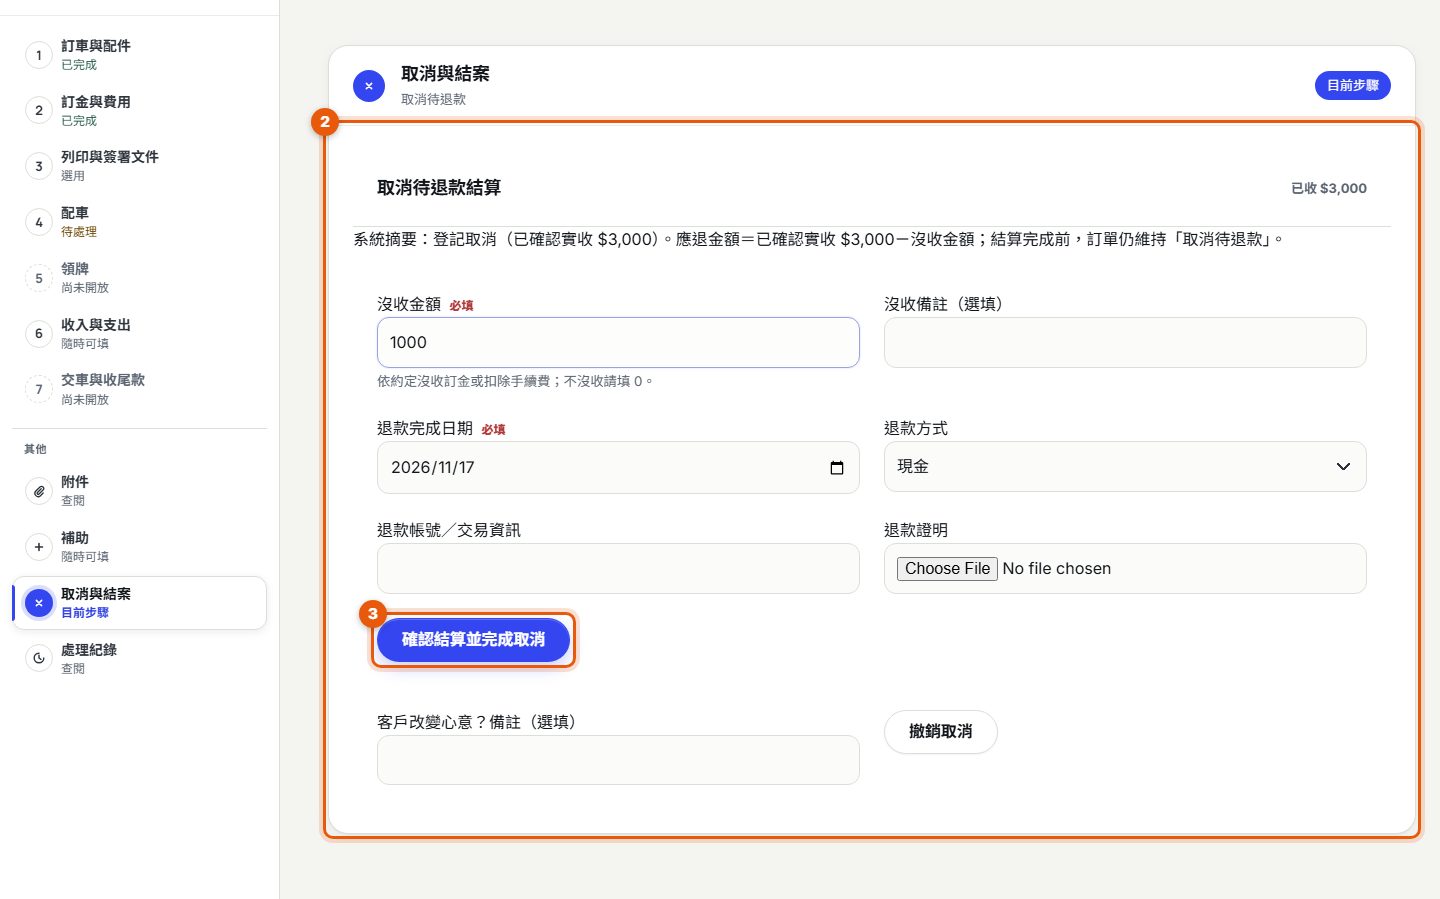 1
訂車與配件
已完成
2
訂金與費用
已完成
3
列印與簽署文件
選用
4
配車
待處理
5
領牌
尚未開放
6
收入與支出
隨時可填
7
交車與收尾款
尚未開放
其他
附件
查閱
補助
隨時可填
取消與結案
目前步驟
處理紀錄
查閱
取消與結案
取消待退款
目前步驟
2
取消待退款結算
已收 $3,000
系統摘要：登記取消（已確認實收 $3,000）。應退金額＝已確認實收 $3,000－沒收金額；結算完成前，訂單仍維持「取消待退款」。
沒收金額 必填
沒收備註（選填）
1000
依約定沒收訂金或扣除手續費；不沒收請填 0。
退款完成日期 必填
退款方式
2026/11/17
現金
退款帳號／交易資訊
退款證明
Choose File No file chosen
3
確認結算並完成取消
客戶改變心意？備註（選填）
撤銷取消